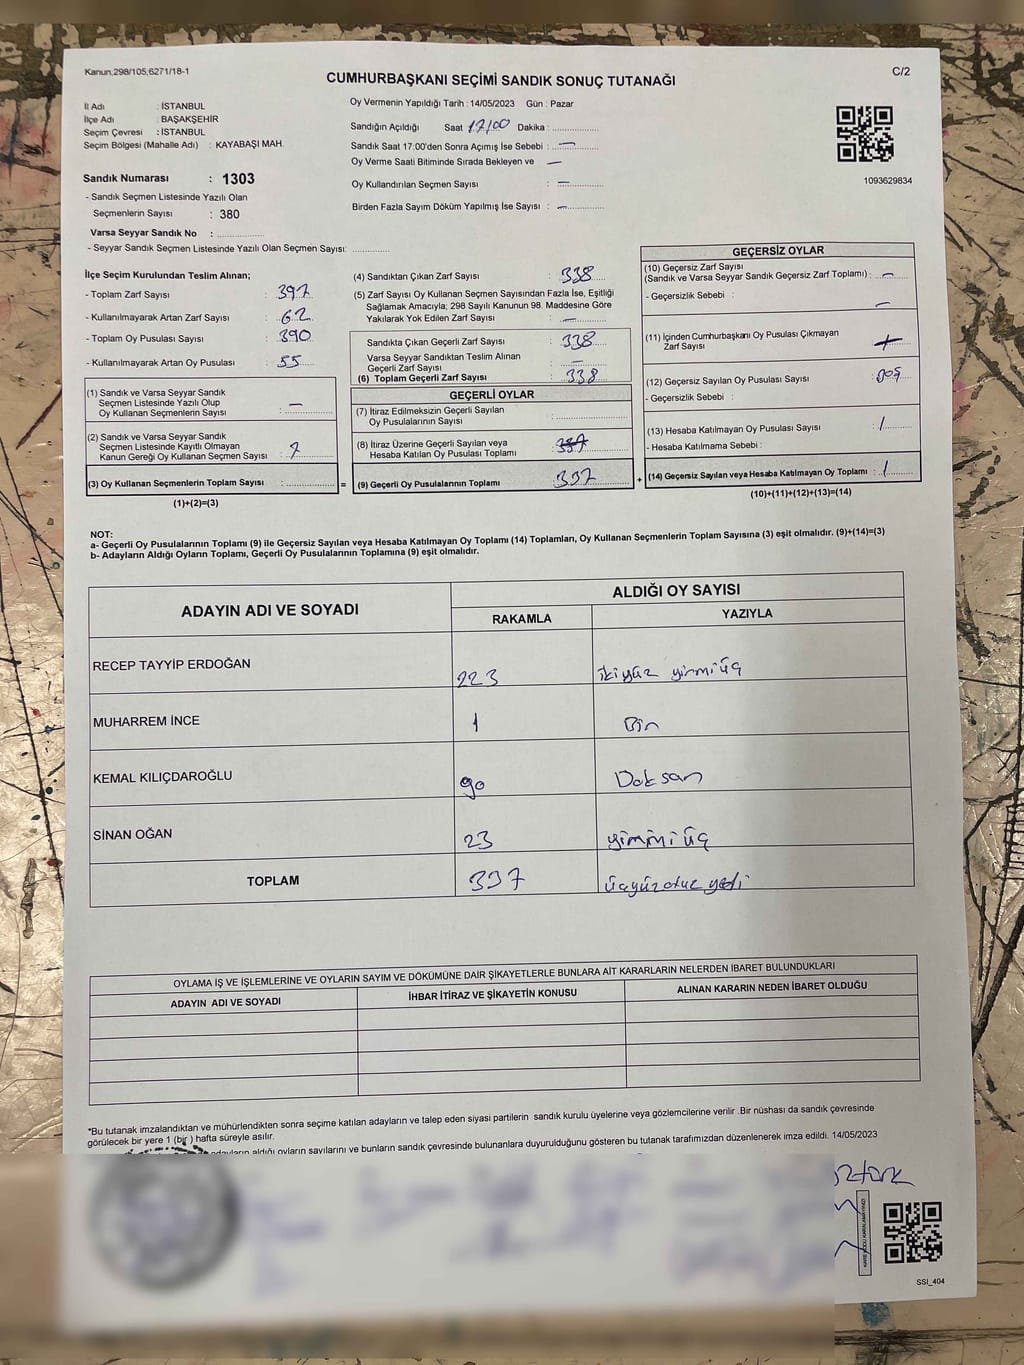 Kanun;298/105,6271/18-1
C/2
CUMHURBAŞKANI SEÇİMİ SANDIK SONUÇ TUTANAĞI
İl Adı : İSTANBUL
İlçe Adı : BAŞAKŞEHİR
Seçim Çevresi : İSTANBUL
Seçim Bölgesi (Mahalle Adı) : KAYABAŞI MAH.
Sandık Numarası : 1303
- Sandık Seçmen Listesinde Yazılı Olan
Seçmenlerin Sayısı : 380
Varsa Seyyar Sandık No :
- Seyyar Sandık Seçmen Listesinde Yazılı Olan Seçmen Sayısı:
Oy Vermenin Yapıldığı Tarih : 14/05/2023 Gün : Pazar
Sandığın Açıldığı Saat 17/00 Dakika :
Sandık Saat 17:00'den Sonra Açımış İse Sebebi : —
Oy Verme Saati Bitiminde Sırada Bekleyen ve —
Oy Kullandırılan Seçmen Sayısı : —
Birden Fazla Sayım Döküm Yapılmış İse Sayısı : —
1093629834
İlçe Seçim Kurulundan Teslim Alınan;
- Toplam Zarf Sayısı : 397
- Kullanılmayarak Artan Zarf Sayısı : 62
- Toplam Oy Pusulası Sayısı : 390
- Kullanılmayarak Artan Oy Pusulası : 55
(1) Sandık ve Varsa Seyyar Sandık
Seçmen Listesinde Yazılı Olup
Oy Kullanan Seçmenlerin Sayısı : —
(2) Sandık ve Varsa Seyyar Sandık
Seçmen Listesinde Kayıtlı Olmayan
Kanun Gereği Oy Kullanan Seçmen Sayısı : 7
(3) Oy Kullanan Seçmenlerin Toplam Sayısı : =
(1)+(2)=(3)
(4) Sandıktan Çıkan Zarf Sayısı : 338
(5) Zarf Sayısı Oy Kullanan Seçmen Sayısından Fazla İse, Eşitliği
Sağlamak Amacıyla; 298 Sayılı Kanunun 98. Maddesine Göre
Yakılarak Yok Edilen Zarf Sayısı : —
Sandıkta Çıkan Geçerli Zarf Sayısı : 338
Varsa Seyyar Sandıktan Teslim Alınan
Geçerli Zarf Sayısı : —
(6) Toplam Geçerli Zarf Sayısı : 338
GEÇERLİ OYLAR
(7) İtiraz Edilmeksizin Geçerli Sayılan
Oy Pusulasının Sayısı :
(8) İtiraz Üzerine Geçerli Sayılan veya
Hesaba Katılan Oy Pusulası Toplamı : 337
(9) Geçerli Oy Pusulalarının Toplamı : 337 +
GEÇERSİZ OYLAR
(10) Geçersiz Zarf Sayısı
(Sandık ve Varsa Seyyar Sandık Geçersiz Zarf Toplamı) : —
- Geçersizlik Sebebi : —
(11) İçinden Cumhurbaşkanı Oy Pusulası Çıkmayan
Zarf Sayısı
(12) Geçersiz Sayılan Oy Pusulası Sayısı :
- Geçersizlik Sebebi :
(13) Hesaba Katılmayan Oy Pusulası Sayısı : 1
- Hesaba Katılmama Sebebi :
(14) Geçersiz Sayılan veya Hesaba Katılmayan Oy Toplamı : 1
(10)+(11)+(12)+(13)=(14)
NOT:
a- Geçerli Oy Pusulalarının Toplamı (9) ile Geçersiz Sayılan veya Hesaba Katılmayan Oy Toplamı (14) Toplamları, Oy Kullanan Seçmenlerin Toplam Sayısına (3) eşit olmalıdır. (9)+(14)=(3)
b- Adayların Aldığı Oyların Toplamı, Geçerli Oy Pusulalarının Toplamına (9) eşit olmalıdır.
ADAYIN ADI VE SOYADI
ALDIĞI OY SAYISI
RAKAMLA YAZIYLA
RECEP TAYYİP ERDOĞAN 223 ikiyüz yirmi üç
MUHARREM İNCE 1 Bir
KEMAL KILIÇDAROĞLU 90 Doksan
SİNAN OĞAN 23 yirmi üç
TOPLAM 337 üçyüz otuz yedi
OYLAMA İŞ VE İŞLEMLERİNE VE OYLARIN SAYIM VE DÖKÜMÜNE DAİR ŞİKAYETLERLE BUNLARA AİT KARARLARIN NELERDEN İBARET BULUNDUKLARI
ADAYIN ADI VE SOYADI İHBAR İTİRAZ VE ŞİKAYETİN KONUSU ALINAN KARARIN NEDEN İBARET OLDUĞU
*Bu tutanak imzalandıktan ve mühürlendikten sonra seçime katılan adayların ve talep eden siyasi partilerin sandık kurulu üyelerine veya gözlemcilerine verilir .Bir nüshası da sandık çevresinde
görülecek bir yere 1 (bir ) hafta süreyle asılır.
aldığı oyların sayılarını ve bunların sandık çevresinde bulunanlara duyurulduğunu gösteren bu tutanak tarafımızdan düzenlenerek imza edildi. 14/05/2023
SSİ_404